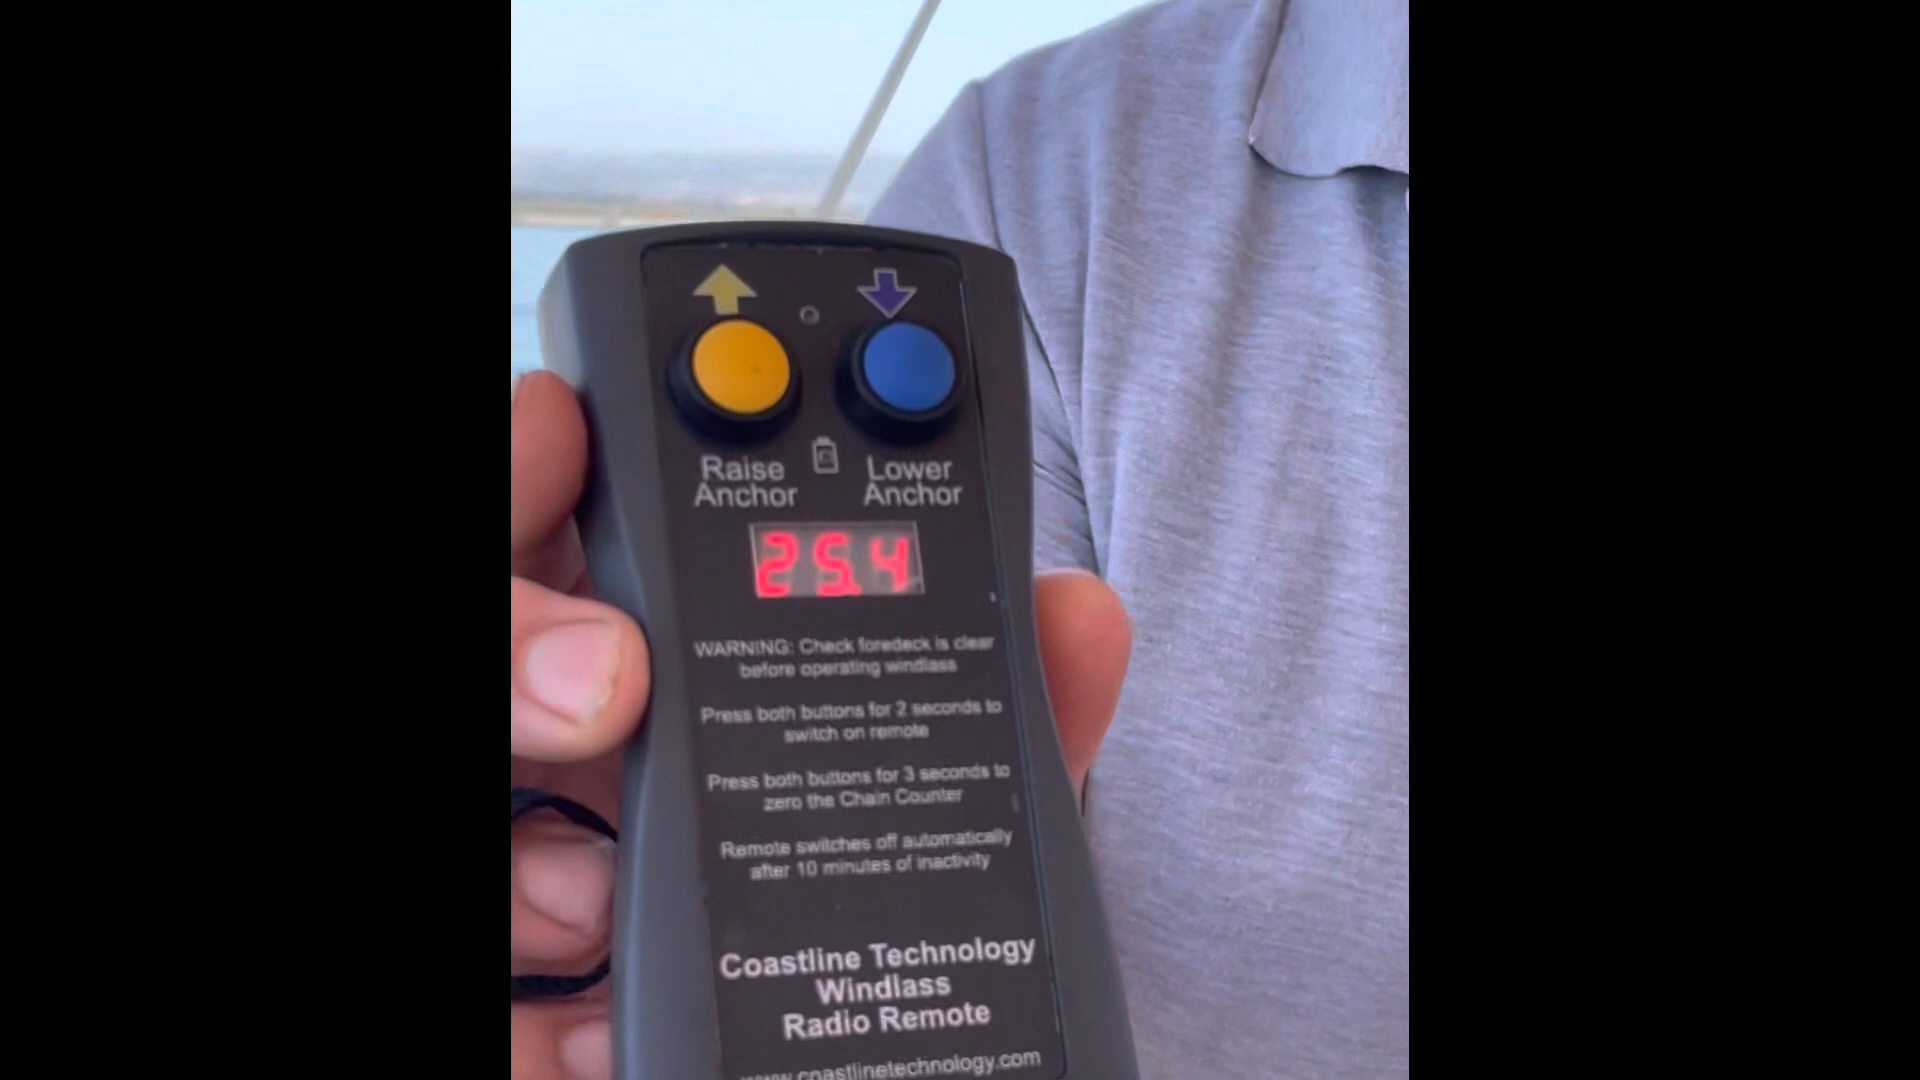 Raise Lower
Anchor Anchor
25.4
WARNING: Check foredeck is clear
before operating windlass
Press both buttons for 2 seconds to
switch on remote
Press both buttons for 3 seconds to
zero the Chain Counter
Remote switches off automatically
after 10 minutes of inactivity
Coastline Technology
Windlass
Radio Remote
www.coastlinetechnology.com